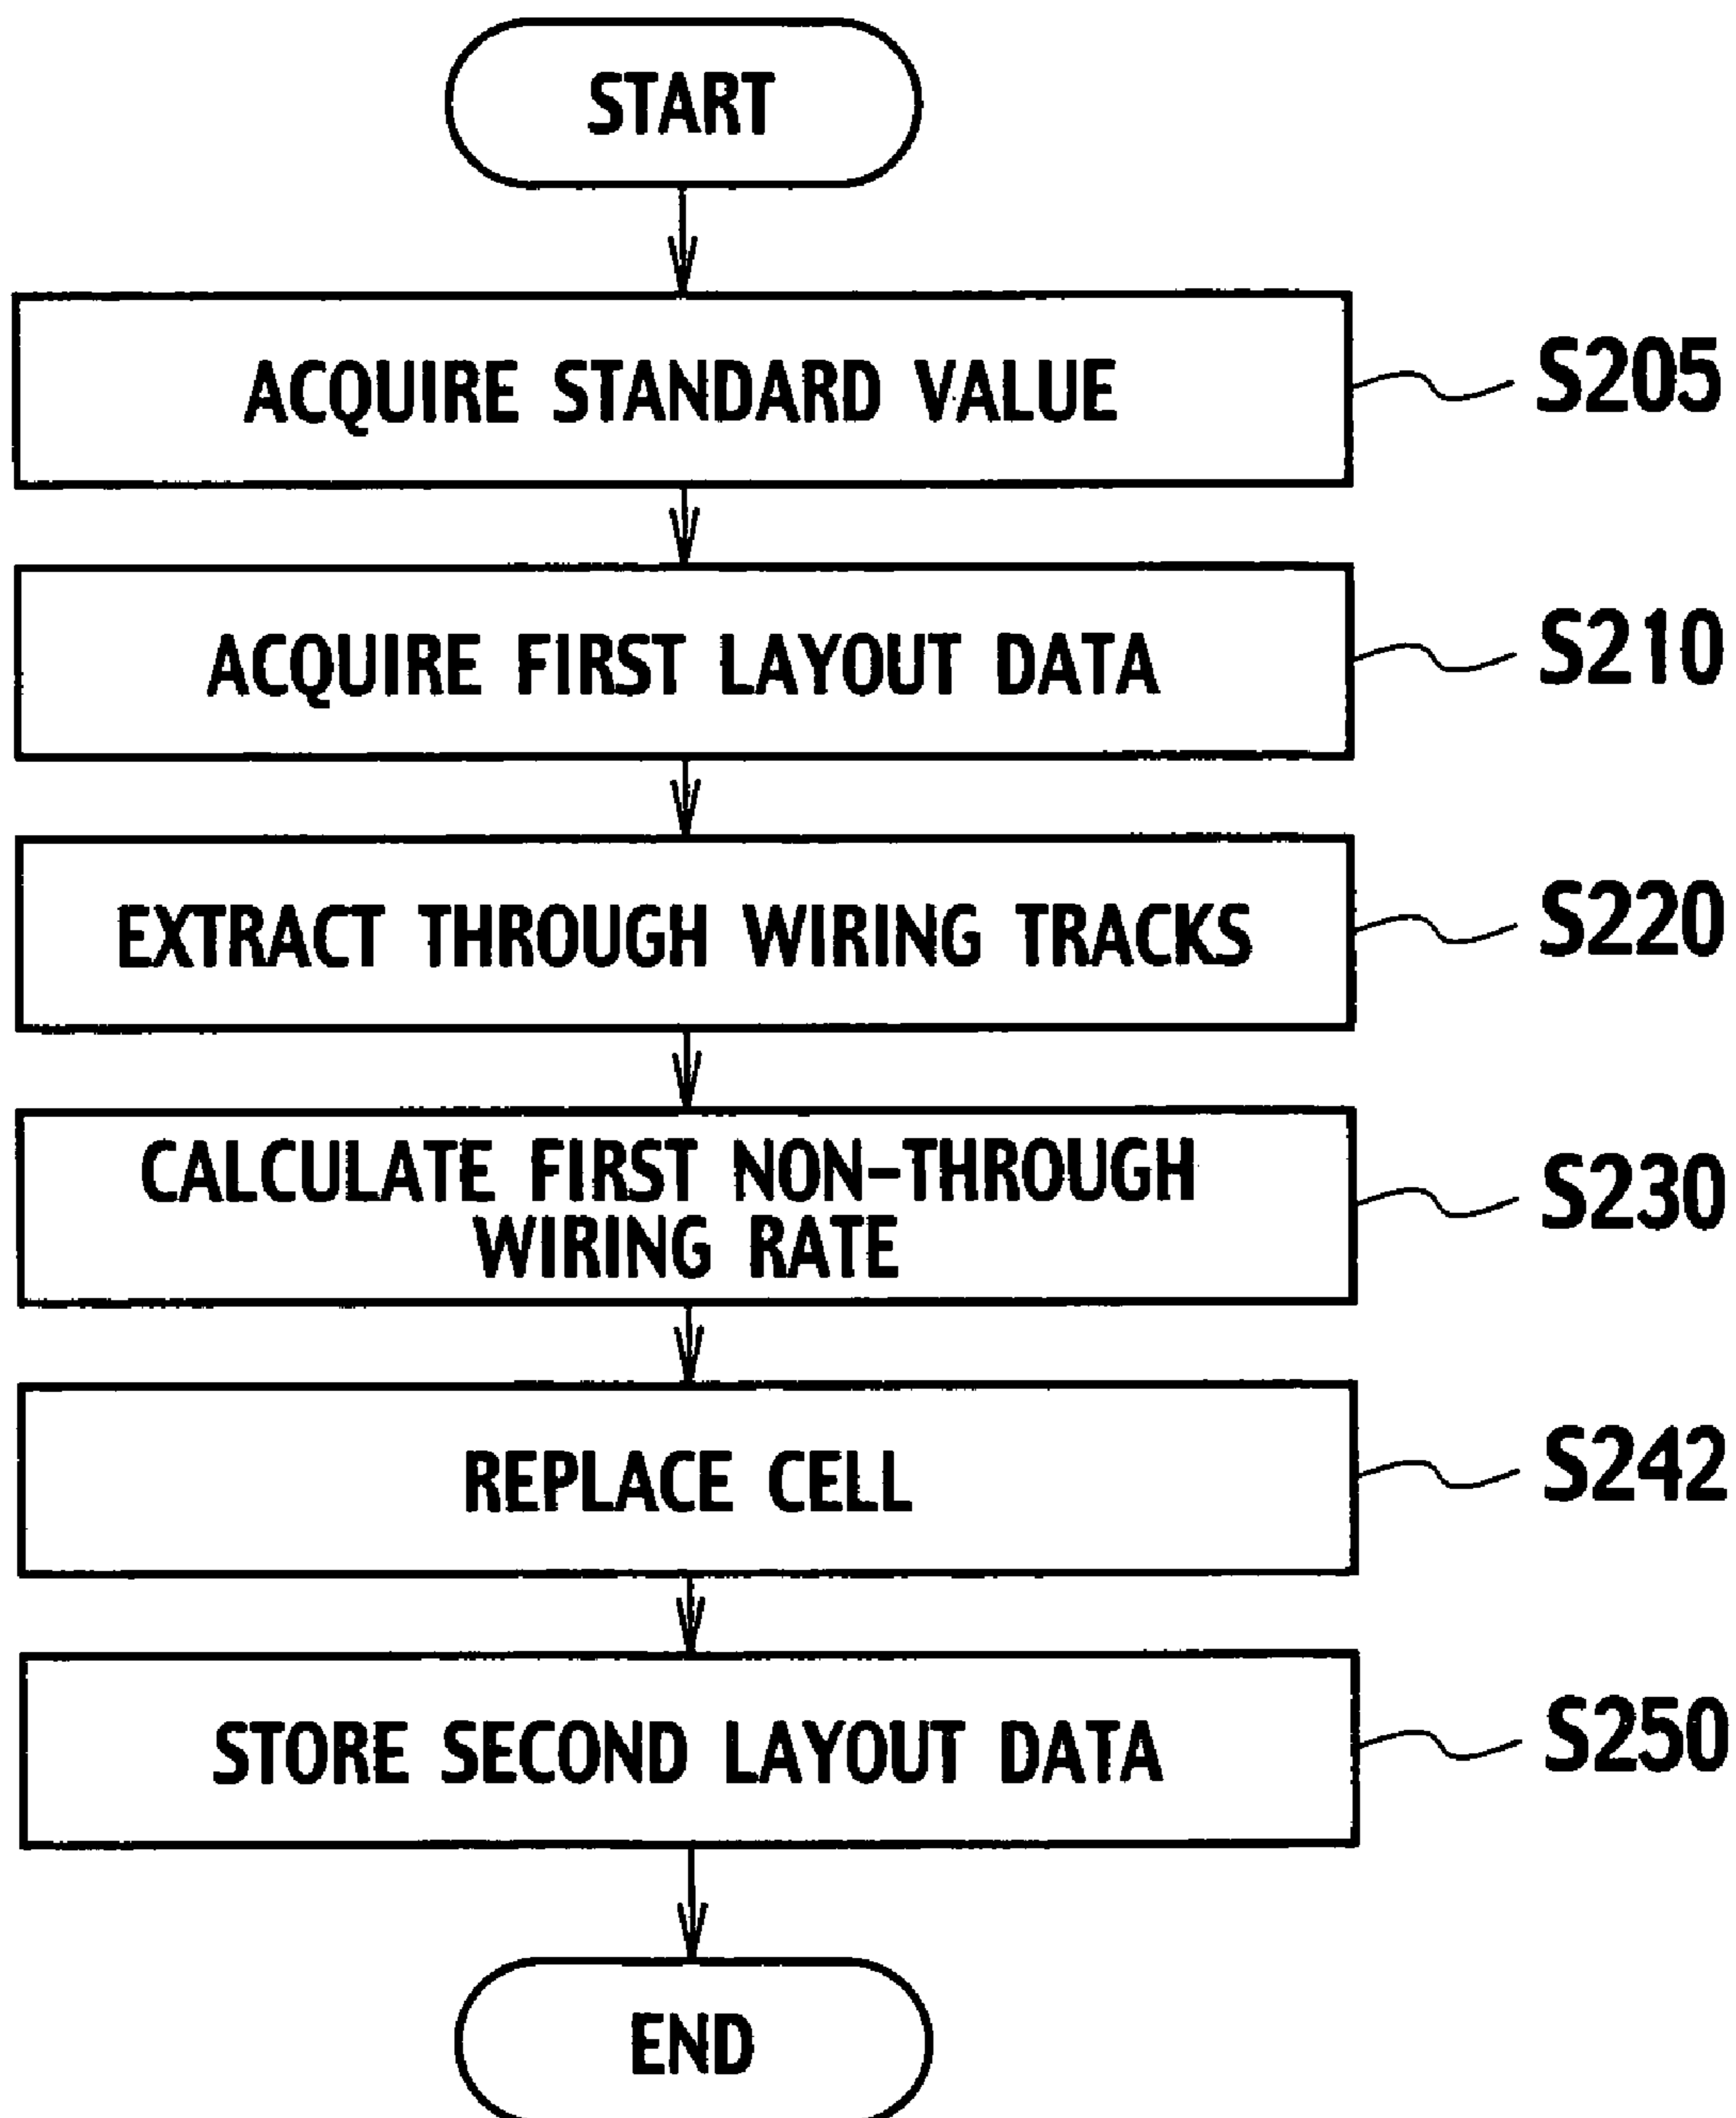 START
ACQUIRE STANDARD VALUE
S205
ACQUIRE FIRST LAYOUT DATA
S210
EXTRACT THROUGH WIRING TRACKS
S220
CALCULATE FIRST NON-THROUGH
WIRING RATE
S230
REPLACE CELL
S242
STORE SECOND LAYOUT DATA
S250
END